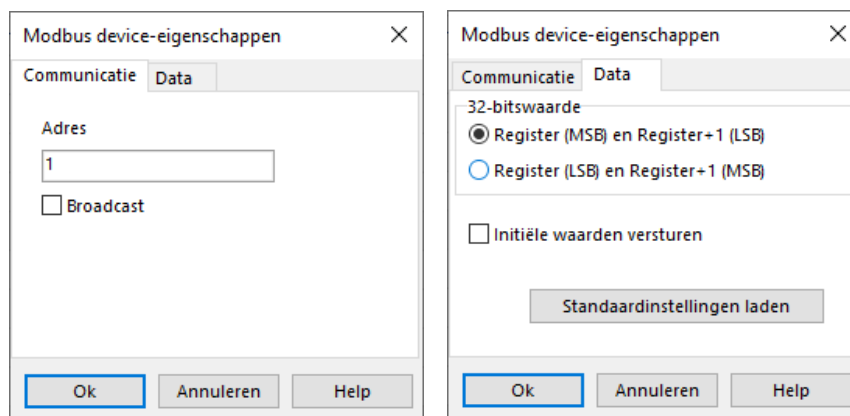 Modbus device-eigenschappen
Communicatie Data
Adres
1
Broadcast
Ok Annuleren Help
Modbus device-eigenschappen
Communicatie Data
32-bitswaarde
Register (MSB) en Register+1 (LSB)
Register (LSB) en Register+1 (MSB)
Initiële waarden versturen
Standaardinstellingen laden
Ok Annuleren Help